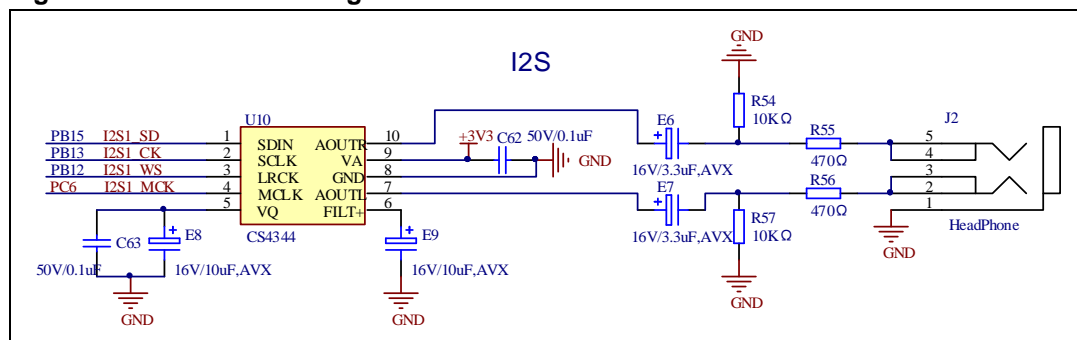 I2S
GND
U10
E6
R54
10KΩ
R55
J2
PB15 I2S1_SD 1 SDIN AOUTR 10
+3V3 C62 50V/0.1uF
470Ω
5
PB13 I2S1_CK 2 SCLK VA 9
GND
16V/3.3uF,AVX
4
PB12 I2S1_WS 3 LRCK GND 8
E7
R56
3
PC6 I2S1_MCK 4 MCLK AOUTL 7
2
5 VQ FILT+ 6
16V/3.3uF,AVX
R57
10KΩ
470Ω
1
HeadPhone
CS4344
GND
C63
E8
E9
50V/0.1uF
16V/10uF,AVX
16V/10uF,AVX
GND
GND
GND